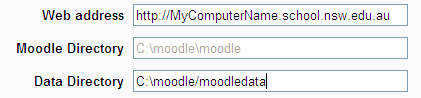 Web address http://MyComputerName.school.nsw.edu.au
Moodle Directory C:\moodle\moodle
Data Directory C:\moodle/moodledata